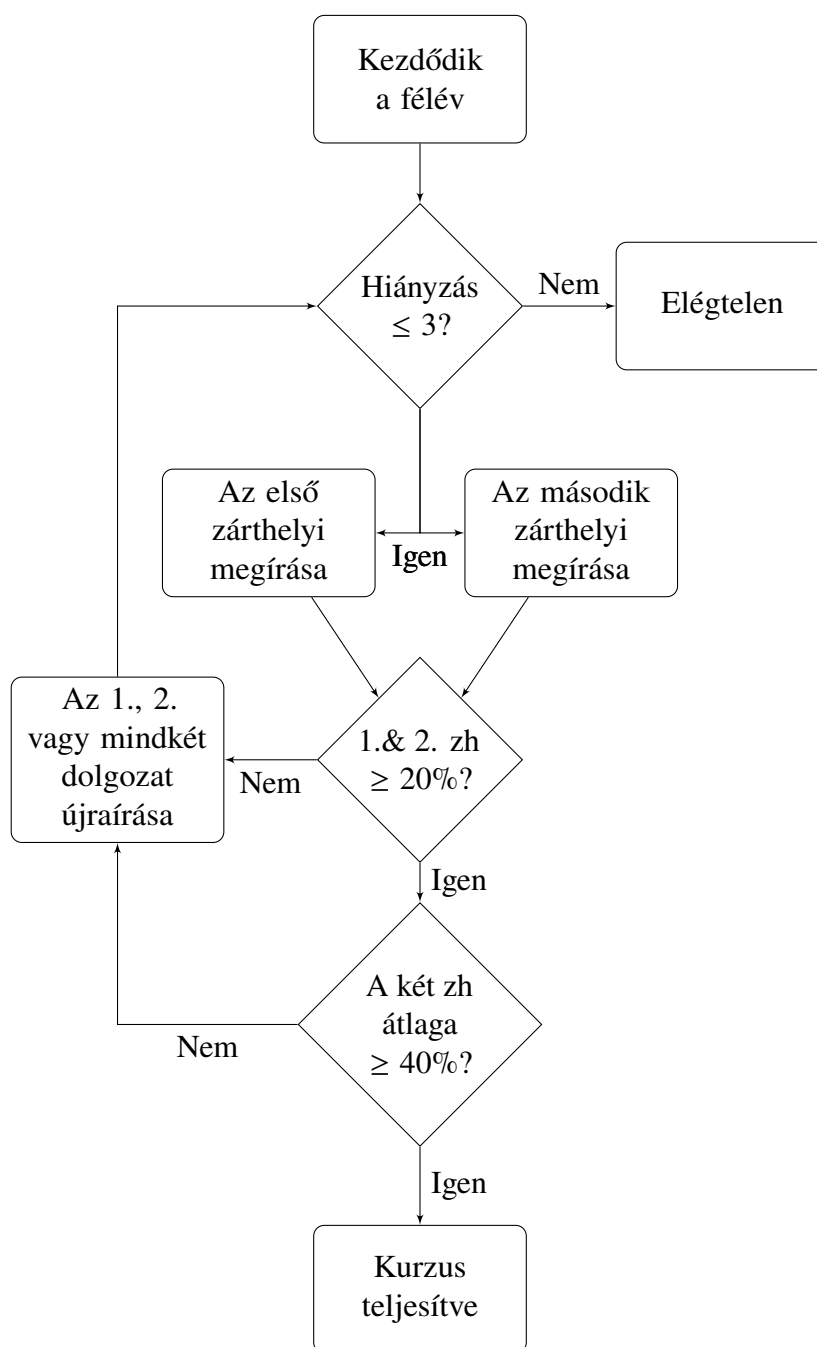 Kezdődik
a félév
Hiányzás
≤ 3?
Nem
Elégtelen
Az első
zárthelyi
megírása
Igen
Az második
zárthelyi
megírása
Az 1., 2.
vagy mindkét
dolgozat
újraírása
Nem
1.& 2. zh
≥ 20%?
Igen
A két zh
átlaga
≥ 40%?
Nem
Igen
Kurzus
teljesítve